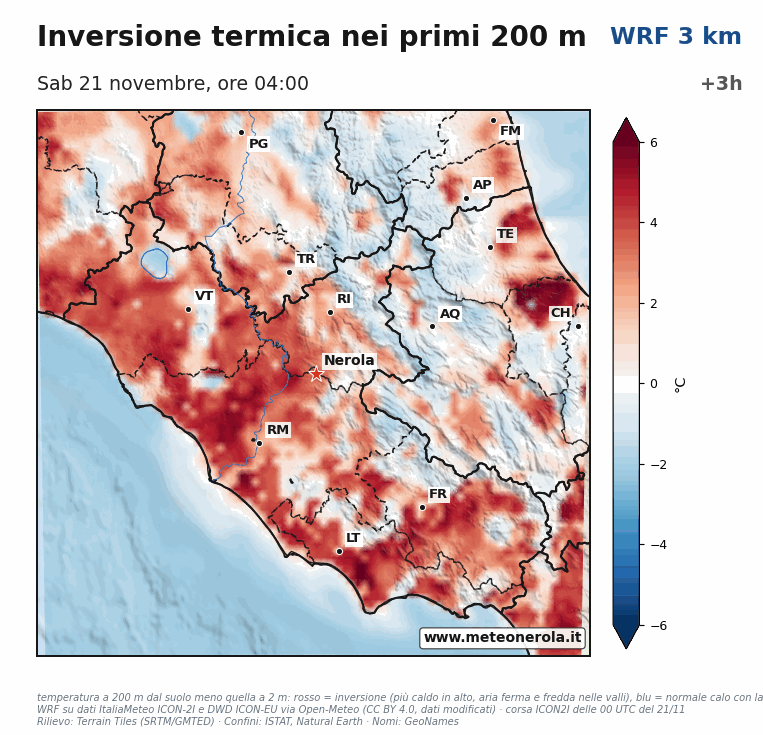 Inversione termica nei primi 200 m WRF 3 km
Sab 21 novembre, ore 04:00 +3h
FM
PG
AP
TE
TR
VT
RI
AQ
CH
Nerola
RM
FR
LT
6
4
2
0
−2
−4
−6
°C
www.meteonerola.it
temperatura a 200 m dal suolo meno quella a 2 m: rosso = inversione (più caldo in alto, aria ferma e fredda nelle valli), blu = normale calo con la
WRF su dati ItaliaMeteo ICON-2I e DWD ICON-EU via Open-Meteo (CC BY 4.0, dati modificati) · corsa ICON2I delle 00 UTC del 21/11
Rilievo: Terrain Tiles (SRTM/GMTED) · Confini: ISTAT, Natural Earth · Nomi: GeoNames